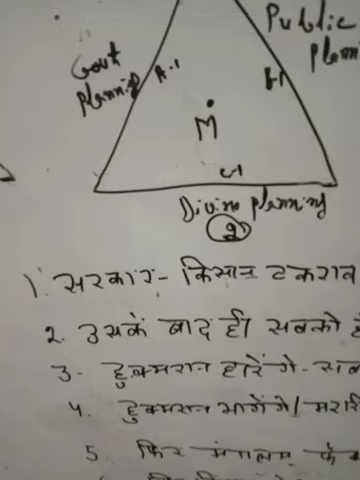 Public
Govt
planning
A-1
B-1
M
C-1
Divine planning
2
1. सरकार - किसान टकराव
2. उसके बाद ही सबको
3. हुक्मरान हारेंगे - सब
4. हुक्मरान भागेंगे /
5. फिर मंगलम् के